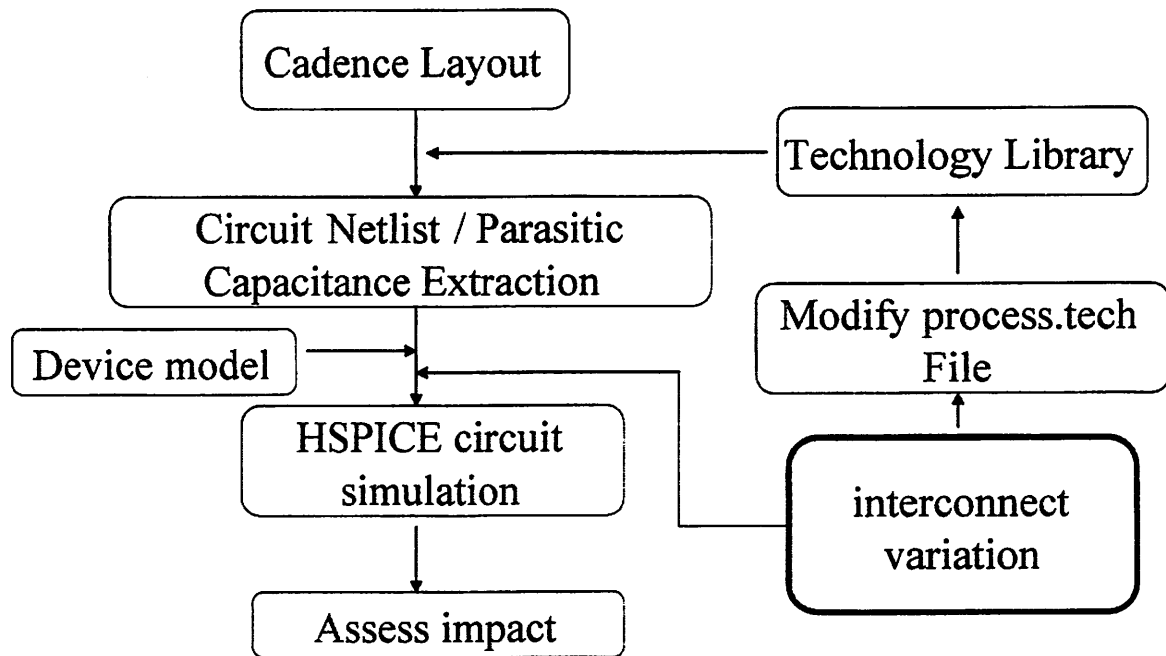 Cadence Layout
Technology Library
Circuit Netlist / Parasitic
Capacitance Extraction
Modify process.tech
File
Device model
HSPICE circuit
simulation
interconnect
variation
Assess impact